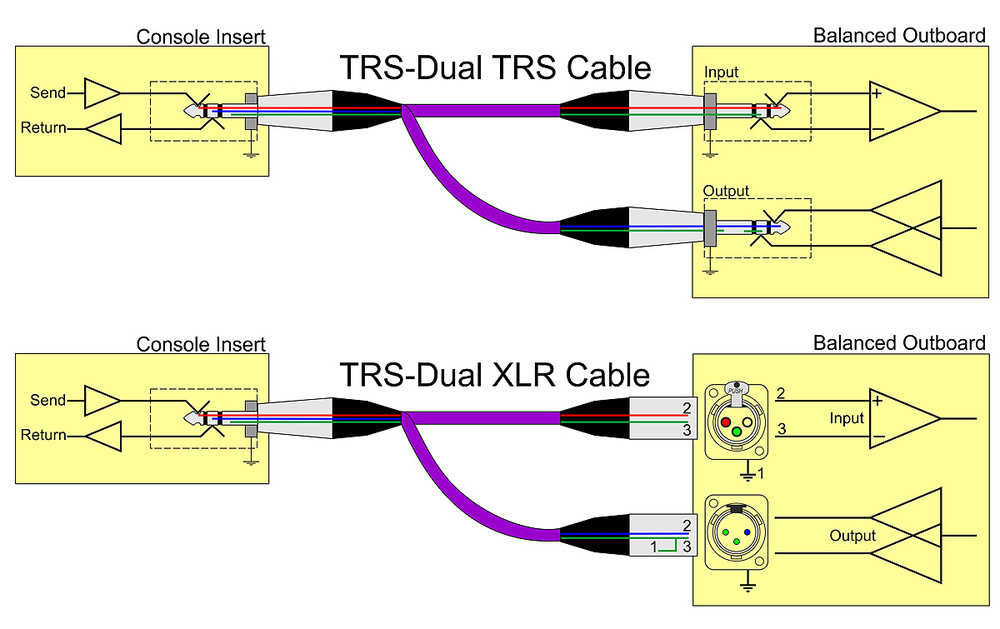 Console Insert
Balanced Outboard
TRS-Dual TRS Cable
Input
Send
+
Return
−
Output
Console Insert
Balanced Outboard
TRS-Dual XLR Cable
PUSH
2
Send
2
+
Input
Return
3
3
−
1
2
Output
1
3